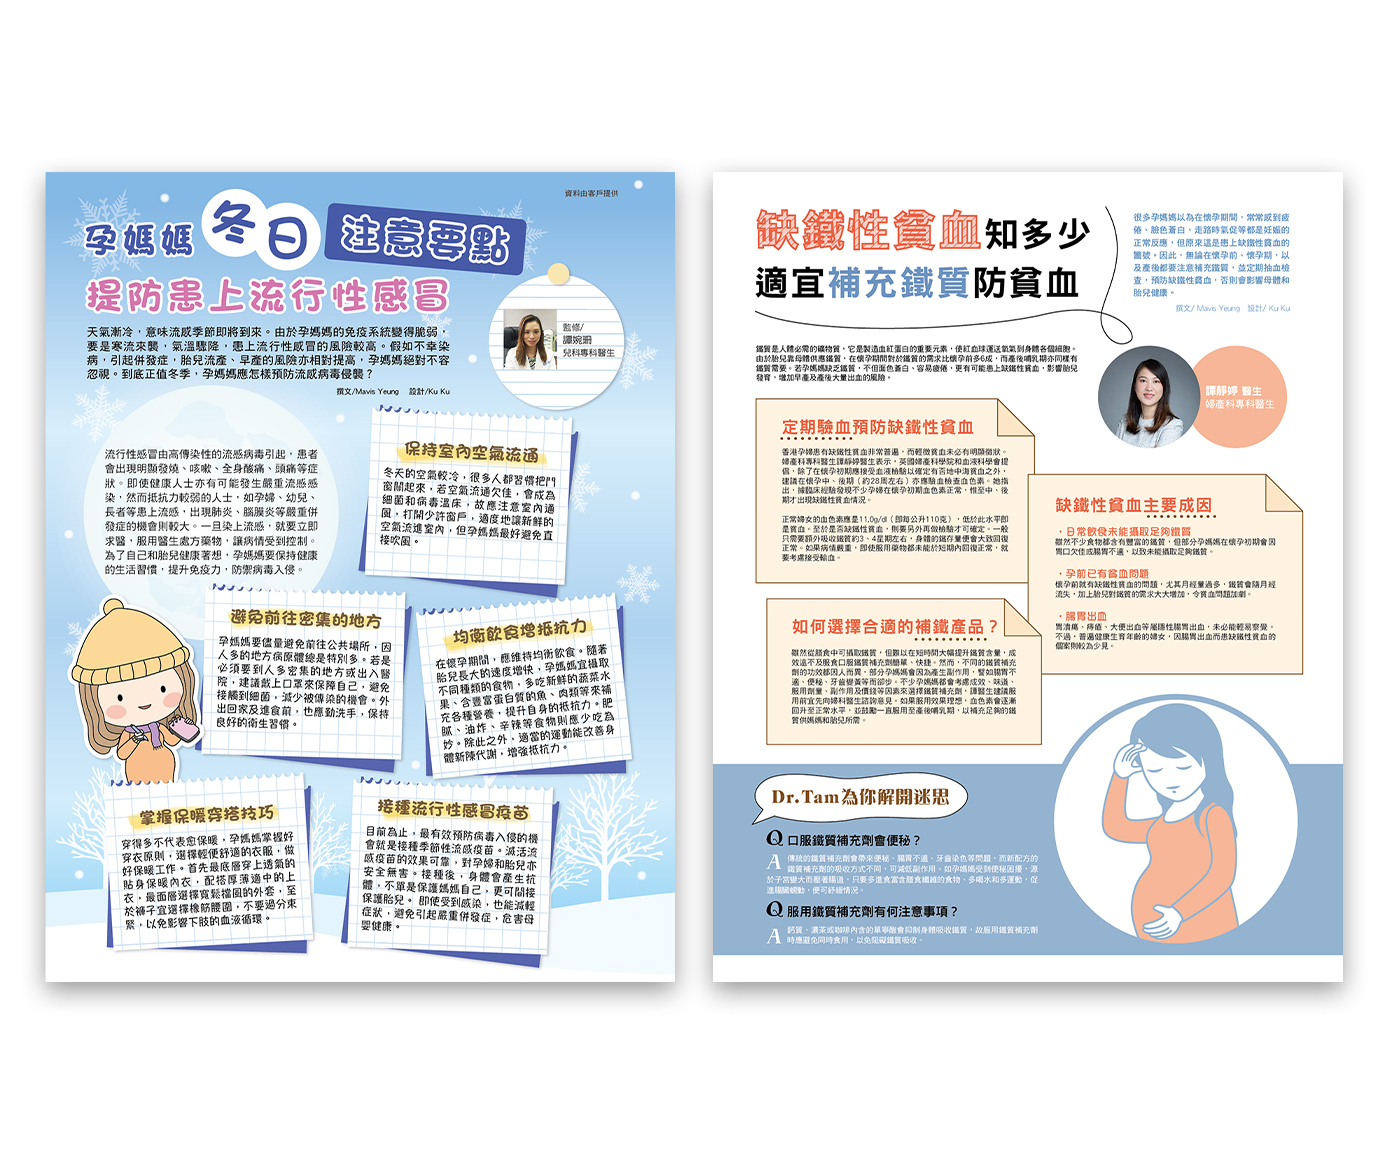 資料由客戶提供
孕媽媽冬日注意要點
提防患上流行性感冒
天氣漸冷，意味流感季節即將到來。由於孕媽媽的免疫系統變得脆弱，
要是寒流來襲，氣溫驟降，患上流行性感冒的風險較高。假如不幸染
病，引起併發症，胎兒流產、早產的風險亦相對提高，孕媽媽絕對不容
忽視。到底正值冬季，孕媽媽應怎樣預防流感病毒侵襲？
撰文/Mavis Yeung 設計/Ku Ku
監修/
譚婉珊
兒科專科醫生
流行性感冒由高傳染性的流感病毒引起，患者
會出現明顯發燒、咳嗽、全身酸痛、頭痛等症
狀。即使健康人士亦有可能發生嚴重流感感
染，然而抵抗力較弱的人士，如孕婦、幼兒、
長者等患上流感，出現肺炎、腦膜炎等嚴重併
發症的機會則較大。一旦染上流感，就要立即
求醫，服用醫生處方藥物，讓病情受到控制。
為了自己和胎兒健康著想，孕媽媽要保持健康
的生活習慣，提升免疫力，防禦病毒入侵。
保持室內空氣流通
冬天的空氣較冷，很多人都習慣把門
窗關起來，若空氣流通欠佳，會成為
細菌和病毒溫床，故應注意室內通
風，打開少許窗戶，適度地讓新鮮的
空氣流進室內，但孕媽媽最好避免直
接吹風。
避免前往密集的地方
孕媽媽要儘量避免前往公共場所，因
人多的地方病原體總是特別多。若是
必須要到人多密集的地方或出入醫
院，建議戴上口罩來保障自己，避免
接觸到細菌，減少被傳染的機會。外
出回家及進食前，也應勤洗手，保持
良好的衛生習慣。
均衡飲食增抵抗力
在懷孕期間，應維持均衡飲食。隨著
胎兒長大的速度增快，孕媽媽宜攝取
不同種類的食物，多吃新鮮的蔬菜水
果、含豐富蛋白質的魚、肉類等來補
充各種營養，提升自身的抵抗力。肥
膩、油炸、辛辣等食物則應少吃為
妙。除此之外，適當的運動能改善身
體新陳代謝，增強抵抗力。
掌握保暖穿搭技巧
穿得多不代表愈保暖，孕媽媽掌握好
穿衣原則，選擇輕便舒適的衣服，做
好保暖工作。首先最底層穿上透氣的
貼身保暖內衣，配搭厚薄適中的上
衣，最面層選擇寬鬆擋風的外套，至
於褲子宜選擇橡筋腰圍，不要過分束
緊，以免影響下肢的血液循環。
接種流行性感冒疫苗
目前為止，最有效預防病毒入侵的機
會就是接種季節性流感疫苗。滅活流
感疫苗的效果可靠，對孕婦和胎兒亦
安全無害。接種後，身體會產生抗
體，不單是保護媽媽自己，更可間接
保護胎兒。即使受到感染，也能減輕
症狀，避免引起嚴重併發症，危害母
嬰健康。
缺鐵性貧血知多少
適宜補充鐵質防貧血
很多孕媽媽以為在懷孕期間，常常感到疲
倦、臉色蒼白，走路時氣促等都是妊娠的
正常反應，但原來這是患上缺鐵性貧血的
噩號。因此，無論在懷孕前、懷孕期，以
及產後都要注意補充鐵質，並定期抽血檢
查，預防缺鐵性貧血，否則會影響母體和
胎兒健康。
撰文/ Mavis Yeung 設計/ Ku Ku
鐵質是人體必需的礦物質，它是製造血紅蛋白的重要元素，使紅血球運送氧氣到身體各個細胞。
由於胎兒靠母體供應鐵質，在懷孕期間對於鐵質的需求比懷孕前多6成，而產後哺乳期亦同樣有
鐵質需要。若孕媽媽缺乏鐵質，不但面色蒼白、容易疲倦，更有可能患上缺鐵性貧血，影響胎兒
發育，增加早產及產後大量出血的風險。
譚靜婷 醫生
婦產科專科醫生
定期驗血預防缺鐵性貧血
香港孕婦患有缺鐵性貧血非常普遍，而輕微貧血未必有明顯徵狀。
婦產科專科醫生譚靜婷醫生表示，英國婦產科學院和血液科學會提
倡，除了在懷孕初期應接受血液檢驗以確定有否地中海貧血之外，
建議在懷孕中、後期（約28周左右）亦應驗血檢查血色素。她指
出，據臨床經驗發現不少孕婦在懷孕初期血色素正常，惟至中、後
期才出現缺鐵性貧血情況。
正常婦女的血色素應是11.0g/dl（即每公升110克），低於此水平即
是貧血。至於是否缺鐵性貧血，則要另外再做檢驗才可確定。一般
只需要額外吸收鐵質約3、4星期左右，身體的鐵存量便會大致回復
正常。如果病情嚴重，即使服用藥物都未能於短期內回復正常，就
要考慮接受輸血。
缺鐵性貧血主要成因
・日常飲食未能攝取足夠鐵質
雖然不少食物都含有豐富的鐵質，但部分孕媽媽在懷孕初期會因
胃口欠佳或腸胃不適，以致未能攝取足夠鐵質。
・孕前已有貧血問題
懷孕前就有缺鐵性貧血的問題，尤其月經量過多，鐵質會隨月經
流失，加上胎兒對鐵質的需求大大增加，令貧血問題加劇。
・腸胃出血
胃潰瘍、痔瘡、大便出血等屬隱性腸胃出血，未必能輕易察覺。
不過，普遍健康生育年齡的婦女，因腸胃出血而患缺鐵性貧血的
個案則較為少見。
如何選擇合適的補鐵產品？
雖然從膳食中可攝取鐵質，但難以在短時間大幅提升鐵質含量，成
效遠不及服食口服鐵質補充劑簡單、快捷。然而，不同的鐵質補充
劑的功效都因人而異，部分孕媽媽會因為產生副作用，譬如腸胃不
適、便秘、牙齒變黃等而卻步。不少孕媽媽都會考慮成效、味道、
服用劑量、副作用及價錢等因素來選擇鐵質補充劑，譚醫生建議服
用前宜先向婦科醫生諮詢意見。如果服用效果理想，血色素會逐漸
回升至正常水平，並鼓勵一直服用至產後哺乳期，以補充足夠的鐵
質供媽媽和胎兒所需。
Dr.Tam為你解開迷思
Q 口服鐵質補充劑會便秘？
A 傳統的鐵質補充劑會帶來便秘、腸胃不適、牙齒染色等問題，而新配方的
鐵質補充劑的吸收方式不同，可減低副作用。如孕媽媽受到便秘困擾，源
於子宮變大而壓著腸道，只要多進食富含膳食纖維的食物，多喝水和多運動，促
進腸臟蠕動，便可紓緩情況。
Q 服用鐵質補充劑有何注意事項？
A 鈣質、濃茶或咖啡內含的單寧酸會抑制身體吸收鐵質，故服用鐵質補充劑
時應避免同時食用，以免阻礙鐵質吸收。